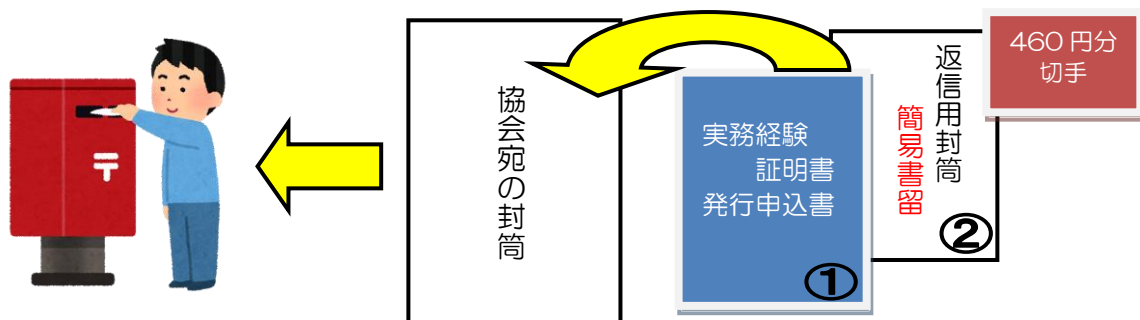 協会宛の封筒
実務経験
証明書
発行申込書
①
返信用封筒
簡易書留
②
460円分
切手
〒